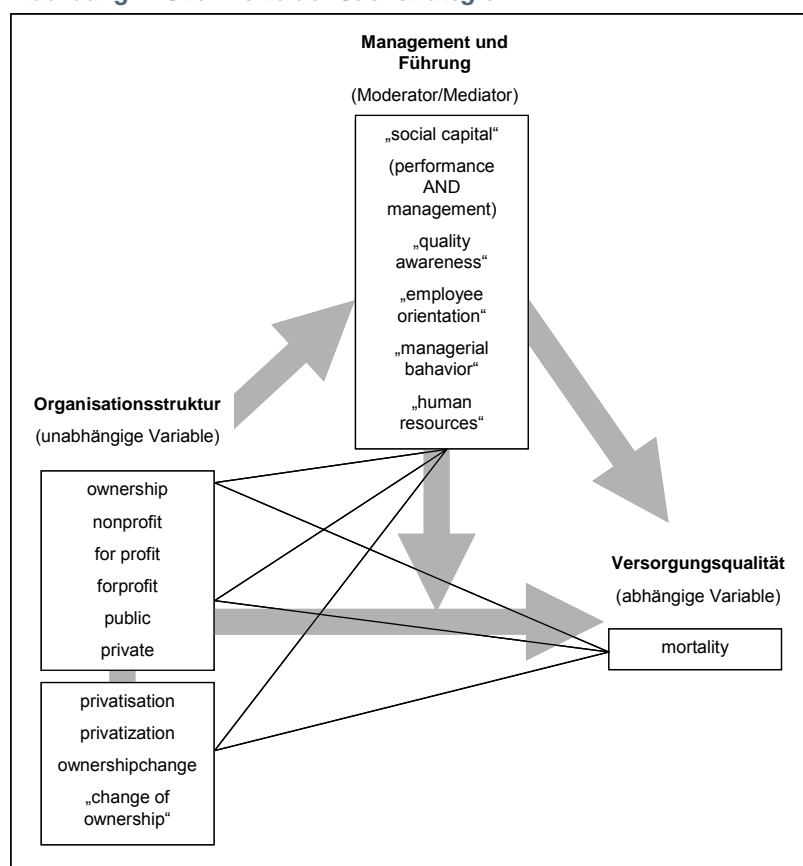 Management und
Führung
(Moderator/Mediator)
„social capital“
(performance
AND
management)
„quality
awareness“
„employee
orientation“
„managerial
bahavior“
„human
resources“
Organisationsstruktur
(unabhängige Variable)
ownership
nonprofit
for profit
forprofit
public
private
privatisation
privatization
ownershipchange
„change of
ownership“
Versorgungsqualität
(abhängige Variable)
mortality